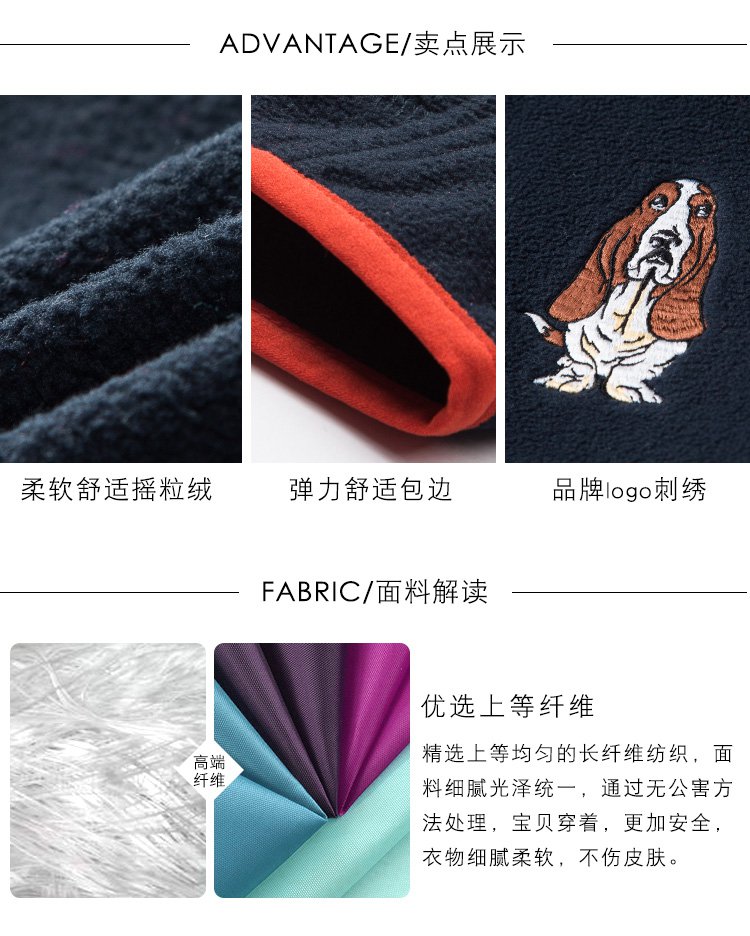 ADVANTAGE/卖点展示
柔软舒适摇粒绒
弹力舒适包边
品牌logo刺绣
FABRIC/面料解读
高端
纤维
优选上等纤维
精选上等均匀的长纤维纺织，面
料细腻光泽统一，通过无公害方
法处理，宝贝穿着，更加安全，
衣物细腻柔软，不伤皮肤。